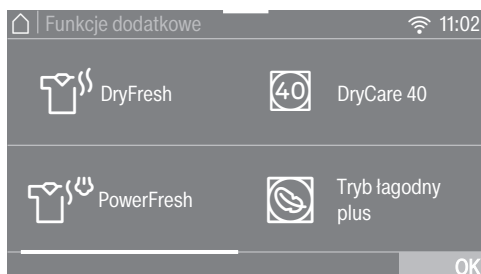 Funkcje dodatkowe 11:02
DryFresh
40 DryCare 40
PowerFresh
Tryb łagodny
plus
OK